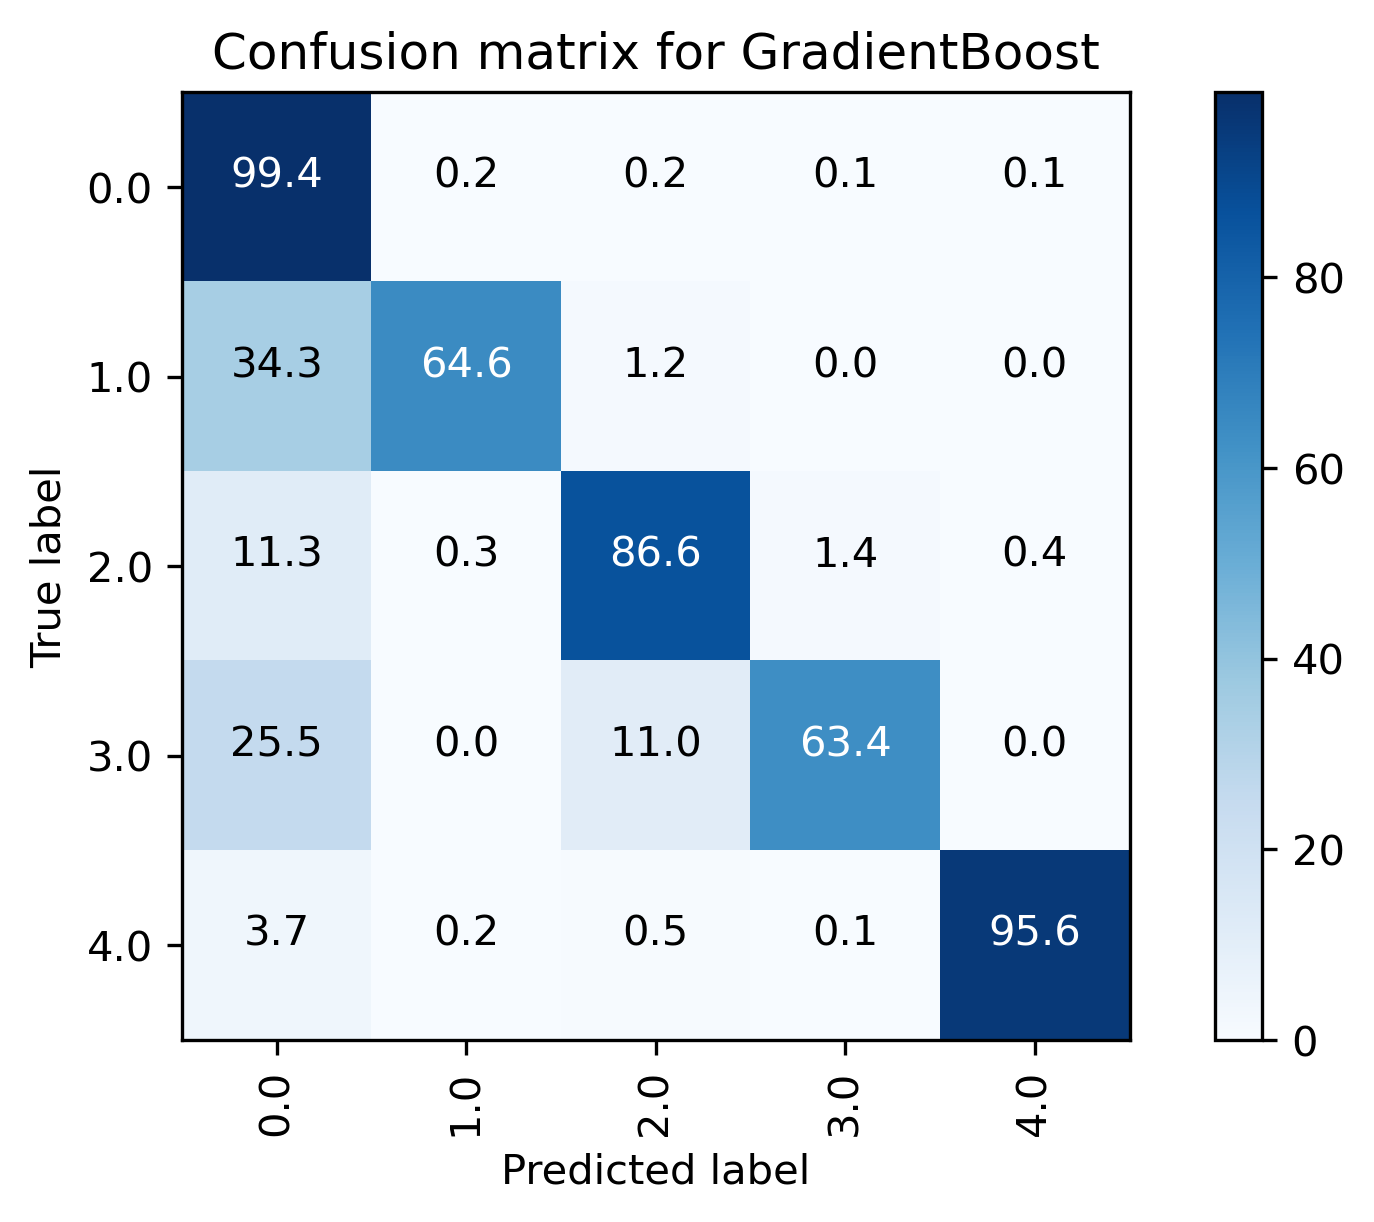 Confusion matrix for GradientBoost
0.0 99.4 0.2 0.2 0.1 0.1
1.0 34.3 64.6 1.2 0.0 0.0
2.0 11.3 0.3 86.6 1.4 0.4
3.0 25.5 0.0 11.0 63.4 0.0
4.0 3.7 0.2 0.5 0.1 95.6
True label
0.0 1.0 2.0 3.0 4.0
Predicted label
80
60
40
20
0